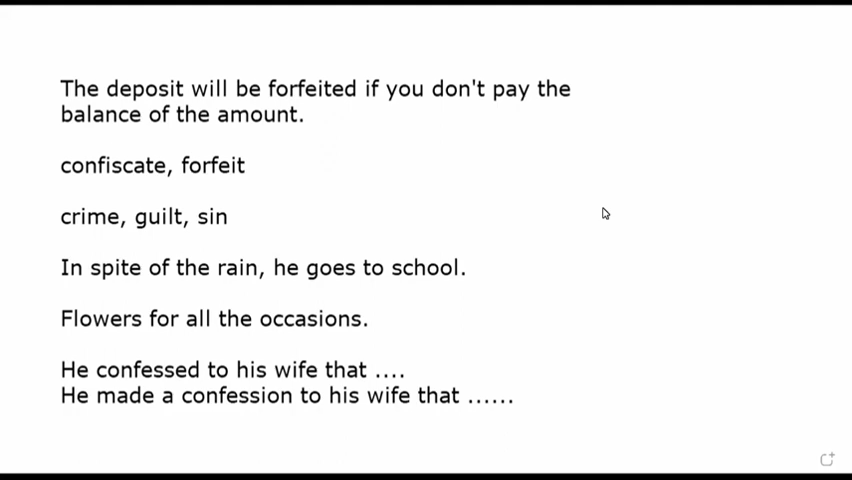 The deposit will be forfeited if you don't pay the
balance of the amount.
confiscate, forfeit
crime, guilt, sin
In spite of the rain, he goes to school.
Flowers for all the occasions.
He confessed to his wife that ....
He made a confession to his wife that ......